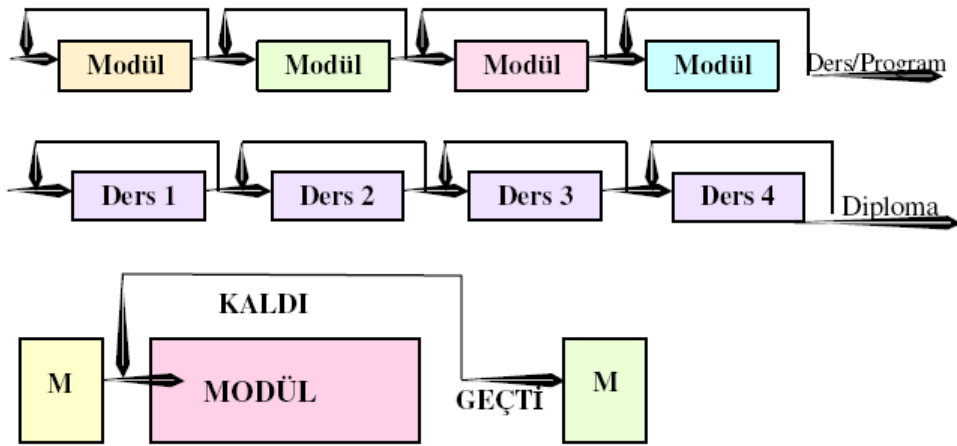 Modül Modül Modül Modül Ders/Program
Ders 1 Ders 2 Ders 3 Ders 4 Diploma
KALDI
M MODÜL GEÇTİ M